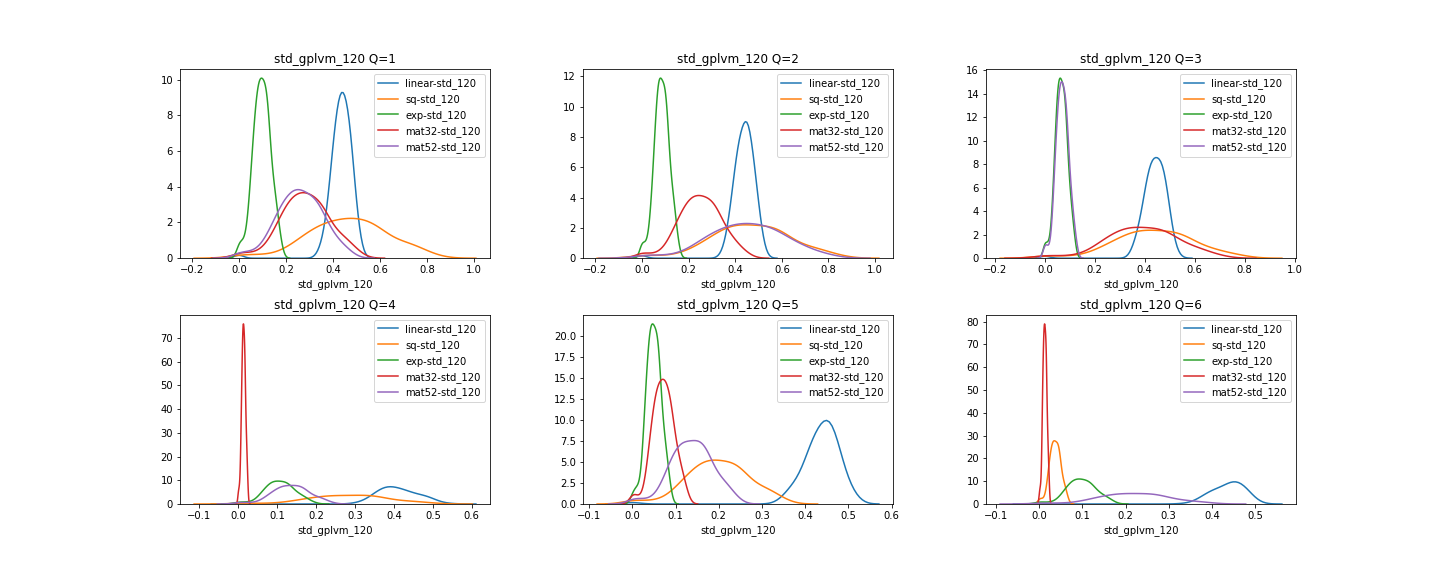 std_gplvm_120 Q=1
10
8
6
4
2
0
−0.2 0.0 0.2 0.4 0.6 0.8 1.0
std_gplvm_120
linear-std_120
sq-std_120
exp-std_120
mat32-std_120
mat52-std_120
std_gplvm_120 Q=2
12
10
8
6
4
2
0
−0.2 0.0 0.2 0.4 0.6 0.8 1.0
std_gplvm_120
linear-std_120
sq-std_120
exp-std_120
mat32-std_120
mat52-std_120
std_gplvm_120 Q=3
16
14
12
10
8
6
4
2
0
−0.2 0.0 0.2 0.4 0.6 0.8 1.0
std_gplvm_120
linear-std_120
sq-std_120
exp-std_120
mat32-std_120
mat52-std_120
std_gplvm_120 Q=4
70
60
50
40
30
20
10
0
−0.1 0.0 0.1 0.2 0.3 0.4 0.5 0.6
std_gplvm_120
linear-std_120
sq-std_120
exp-std_120
mat32-std_120
mat52-std_120
std_gplvm_120 Q=5
20.0
17.5
15.0
12.5
10.0
7.5
5.0
2.5
0.0
−0.1 0.0 0.1 0.2 0.3 0.4 0.5 0.6
std_gplvm_120
linear-std_120
sq-std_120
exp-std_120
mat32-std_120
mat52-std_120
std_gplvm_120 Q=6
80
70
60
50
40
30
20
10
0
−0.1 0.0 0.1 0.2 0.3 0.4 0.5
std_gplvm_120
linear-std_120
sq-std_120
exp-std_120
mat32-std_120
mat52-std_120